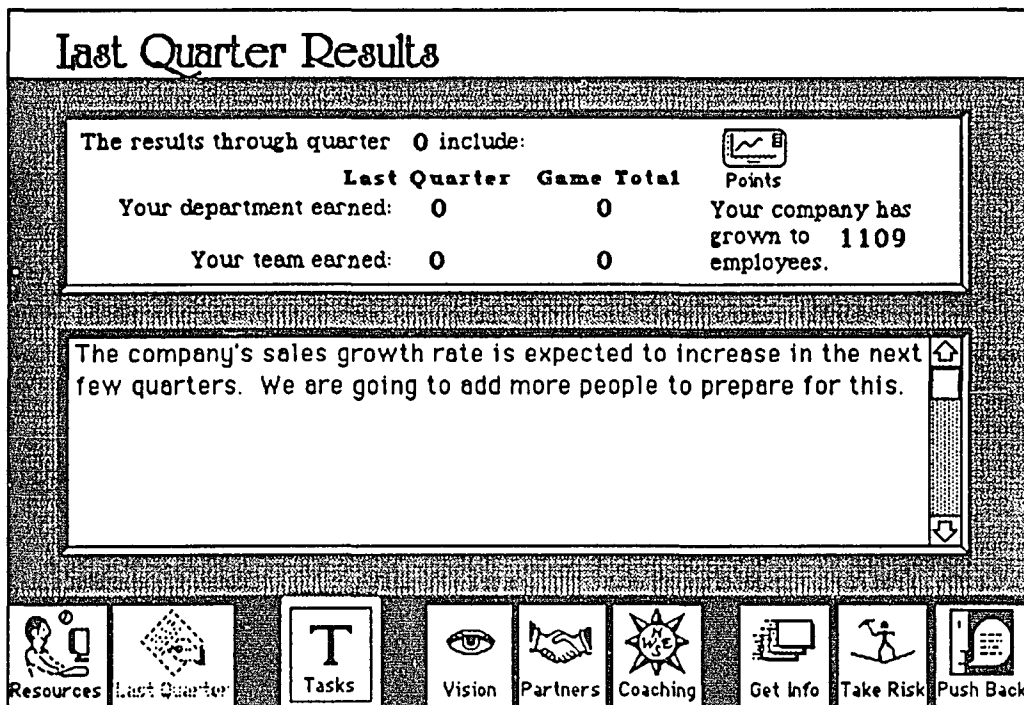 Last Quarter Results
The results through quarter 0 include:
Last Quarter Game Total
Your department earned: 0 0
Your team earned: 0 0
Points
Your company has
grown to 1109
employees.
The company's sales growth rate is expected to increase in the next
few quarters. We are going to add more people to prepare for this.
Resources
Last Quarter
T
Tasks
Vision
Partners
N
W E
S
Coaching
Get Info
Take Risk
Push Back